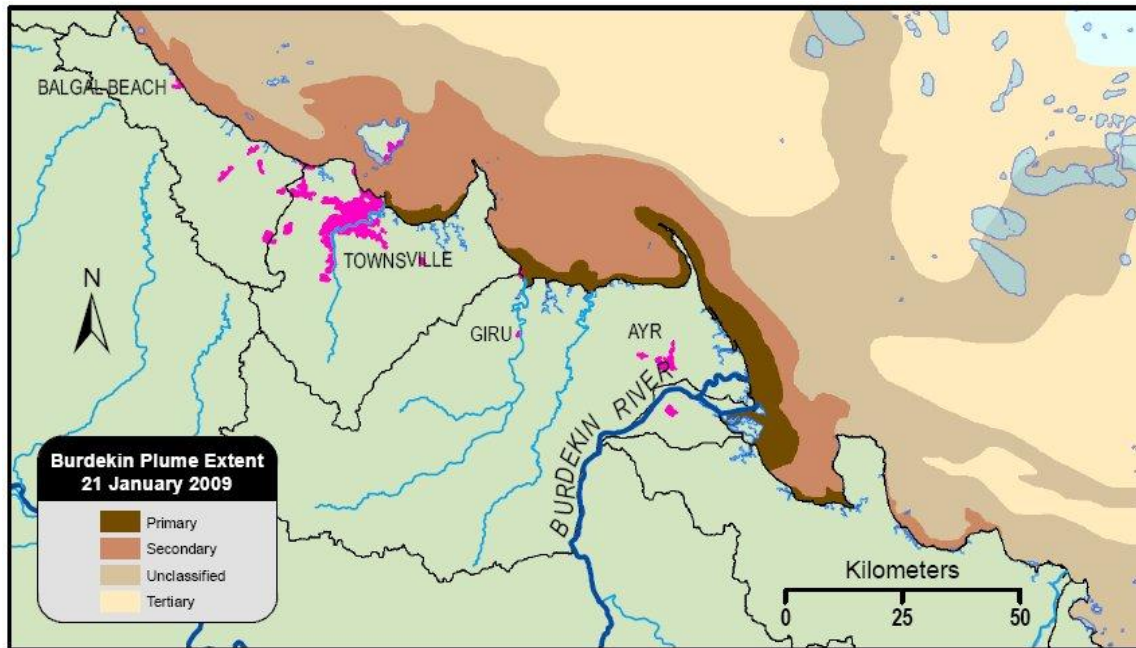 BALGAL BEACH
TOWNSVILLE
N
GIRU
AYR
BURDEKIN RIVER
Burdekin Plume Extent
21 January 2009
Primary
Secondary
Unclassified
Tertiary
Kilometers
0 25 50